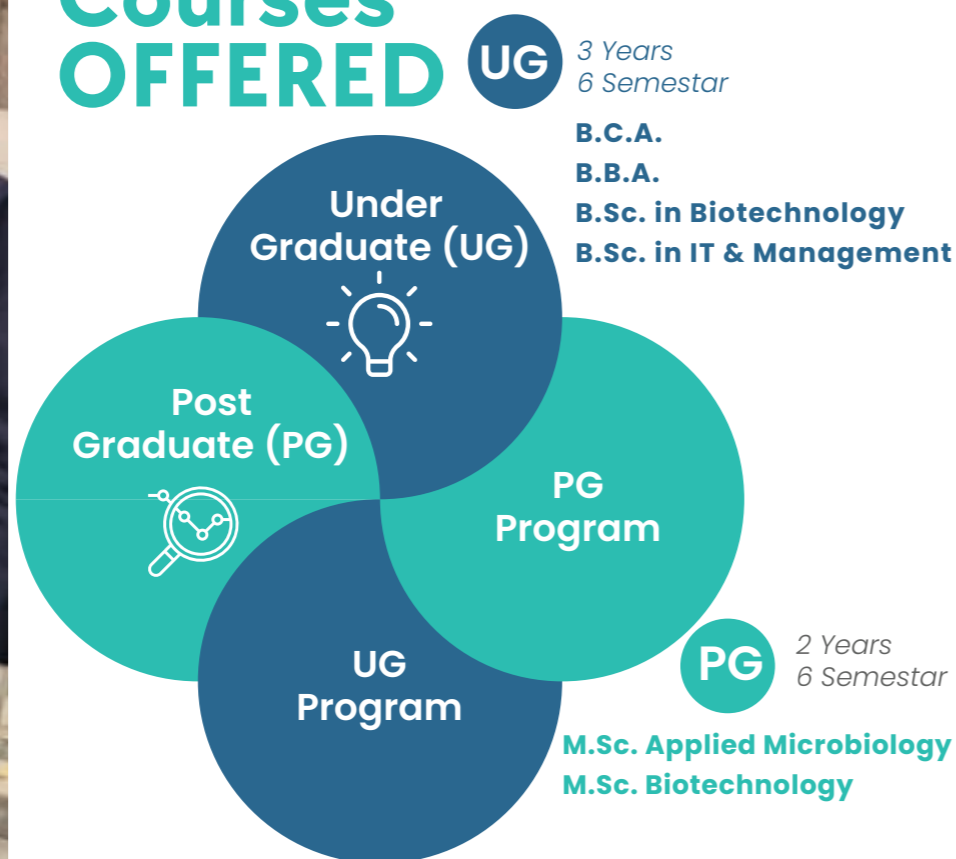 Courses
OFFERED
UG
3 Years
6 Semestar
B.C.A.
B.B.A.
B.Sc. in Biotechnology
B.Sc. in IT & Management
Under
Graduate (UG)
Post
Graduate (PG)
PG
Program
UG
Program
PG
2 Years
6 Semestar
M.Sc. Applied Microbiology
M.Sc. Biotechnology